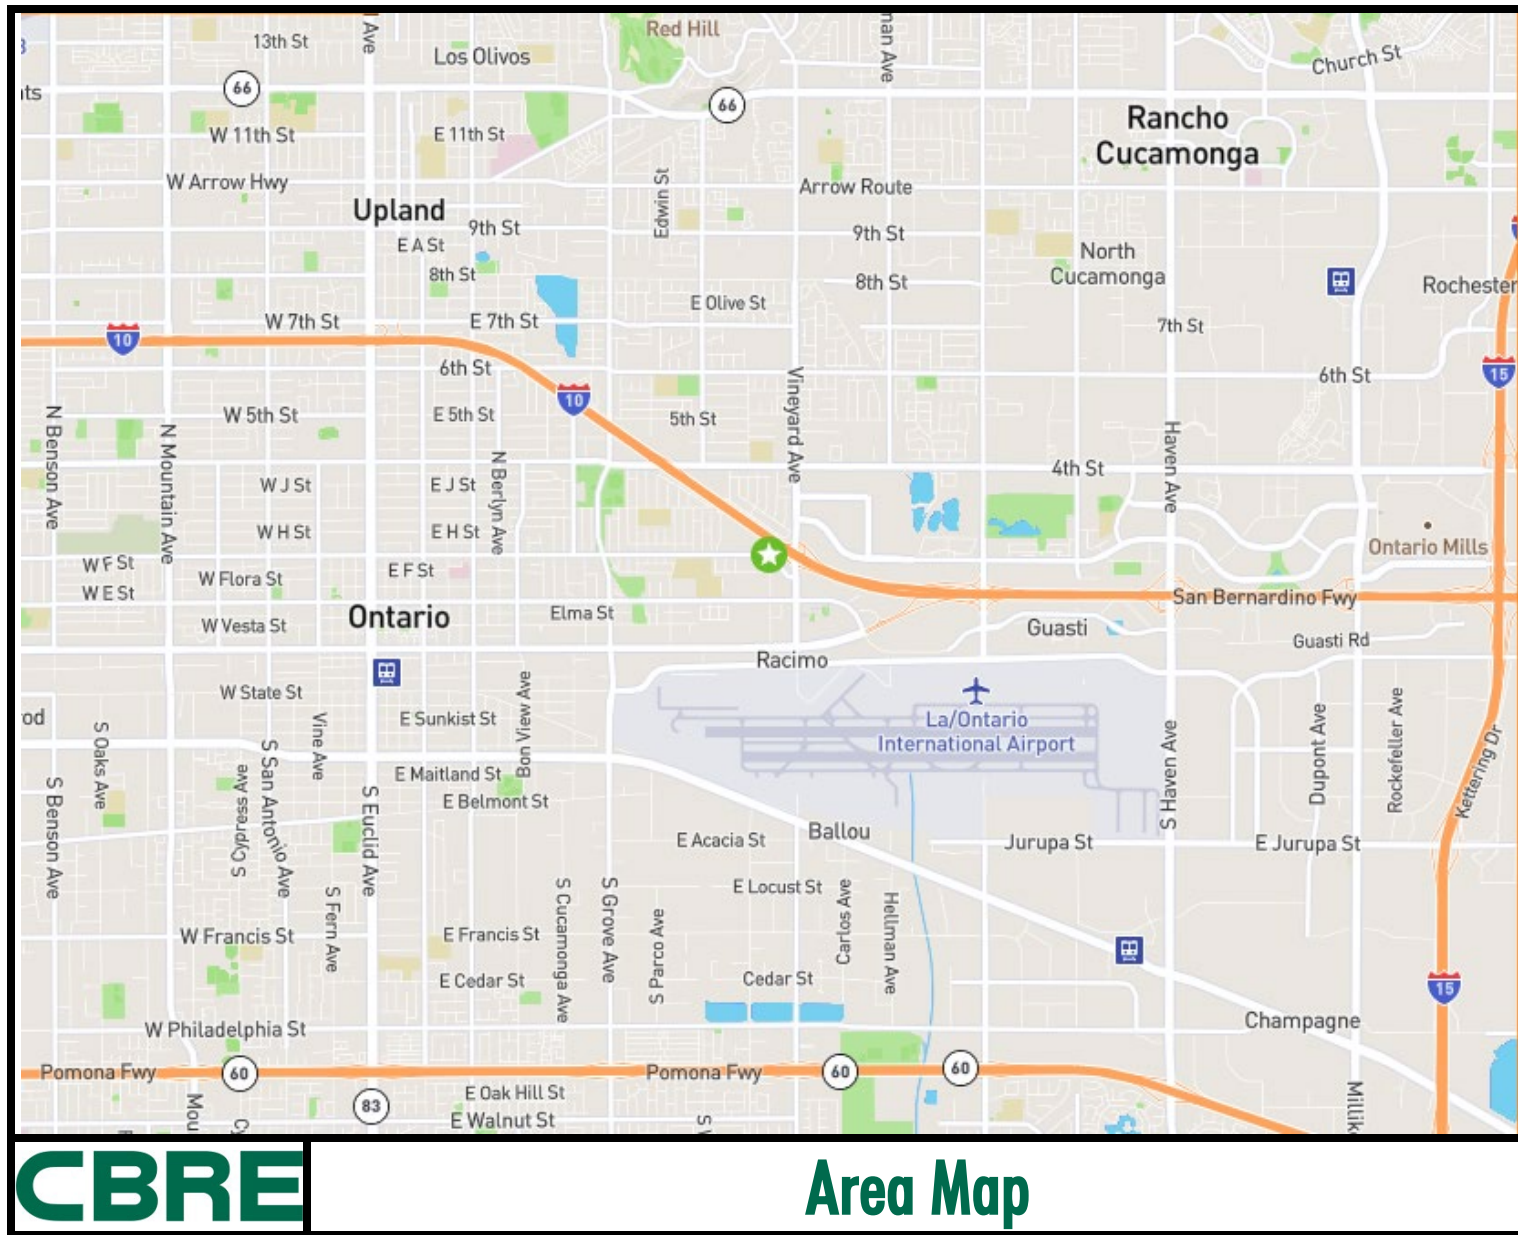 Ave
Red Hill
man Ave
13th St
Los Olivos
Church St
66
66
W 11th St
E 11th St
Rancho
Cucamonga
W Arrow Hwy
Arrow Route
Edwin St
Upland
9th St
9th St
E A St
8th St
8th St
North
Cucamonga
Rochester
E Olive St
W 7th St
E 7th St
7th St
10
6th St
6th St
15
10
Vineyard Ave
W 5th St
E 5th St
5th St
N Benson Ave
N Mountain Ave
N Berlyn Ave
Haven Ave
4th St
W J St
E J St
W H St
E H St
Ontario Mills
W F St
E F St
W Flora St
W E St
San Bernardino Fwy
Ontario
Elma St
W Vesta St
Guasti
Guasti Rd
Racimo
W State St
Bon View Ave
od
S Oaks Ave
Vine Ave
E Sunkist St
La/Ontario
International Airport
S Haven Ave
Dupont Ave
Rockefeller Ave
Kettering Dr
S Cypress Ave
S San Antonio Ave
E Maitland St
E Belmont St
S Benson Ave
S Euclid Ave
E Acacia St
Ballou
Jurupa St
E Jurupa St
S Fern Ave
S Cucamonga Ave
S Grove Ave
E Locust St
S Parco Ave
Carlos Ave
Hellman Ave
W Francis St
E Francis St
E Cedar St
Cedar St
15
Champagne
W Philadelphia St
Pomona Fwy
60
Pomona Fwy
60
60
83
E Oak Hill St
E Walnut St
Mou
Cy
Millik
CBRE
Area Map